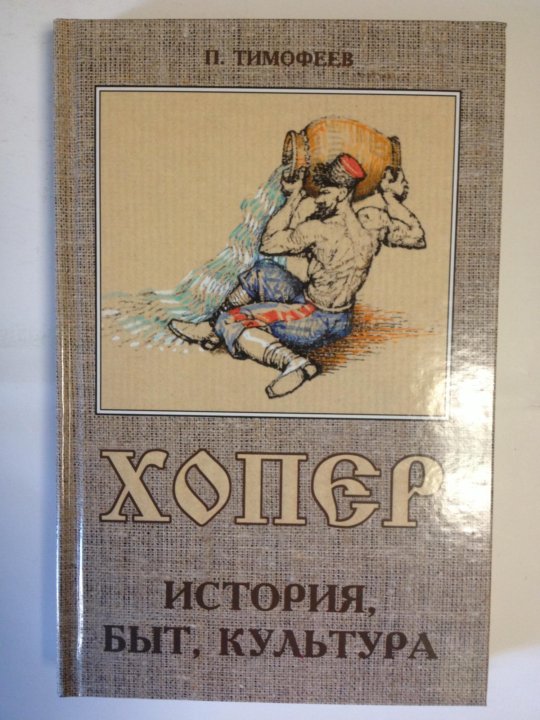 П. ТИМОФЕЕВ
ХОПЕР
ИСТОРИЯ,
БЫТ, КУЛЬТУРА